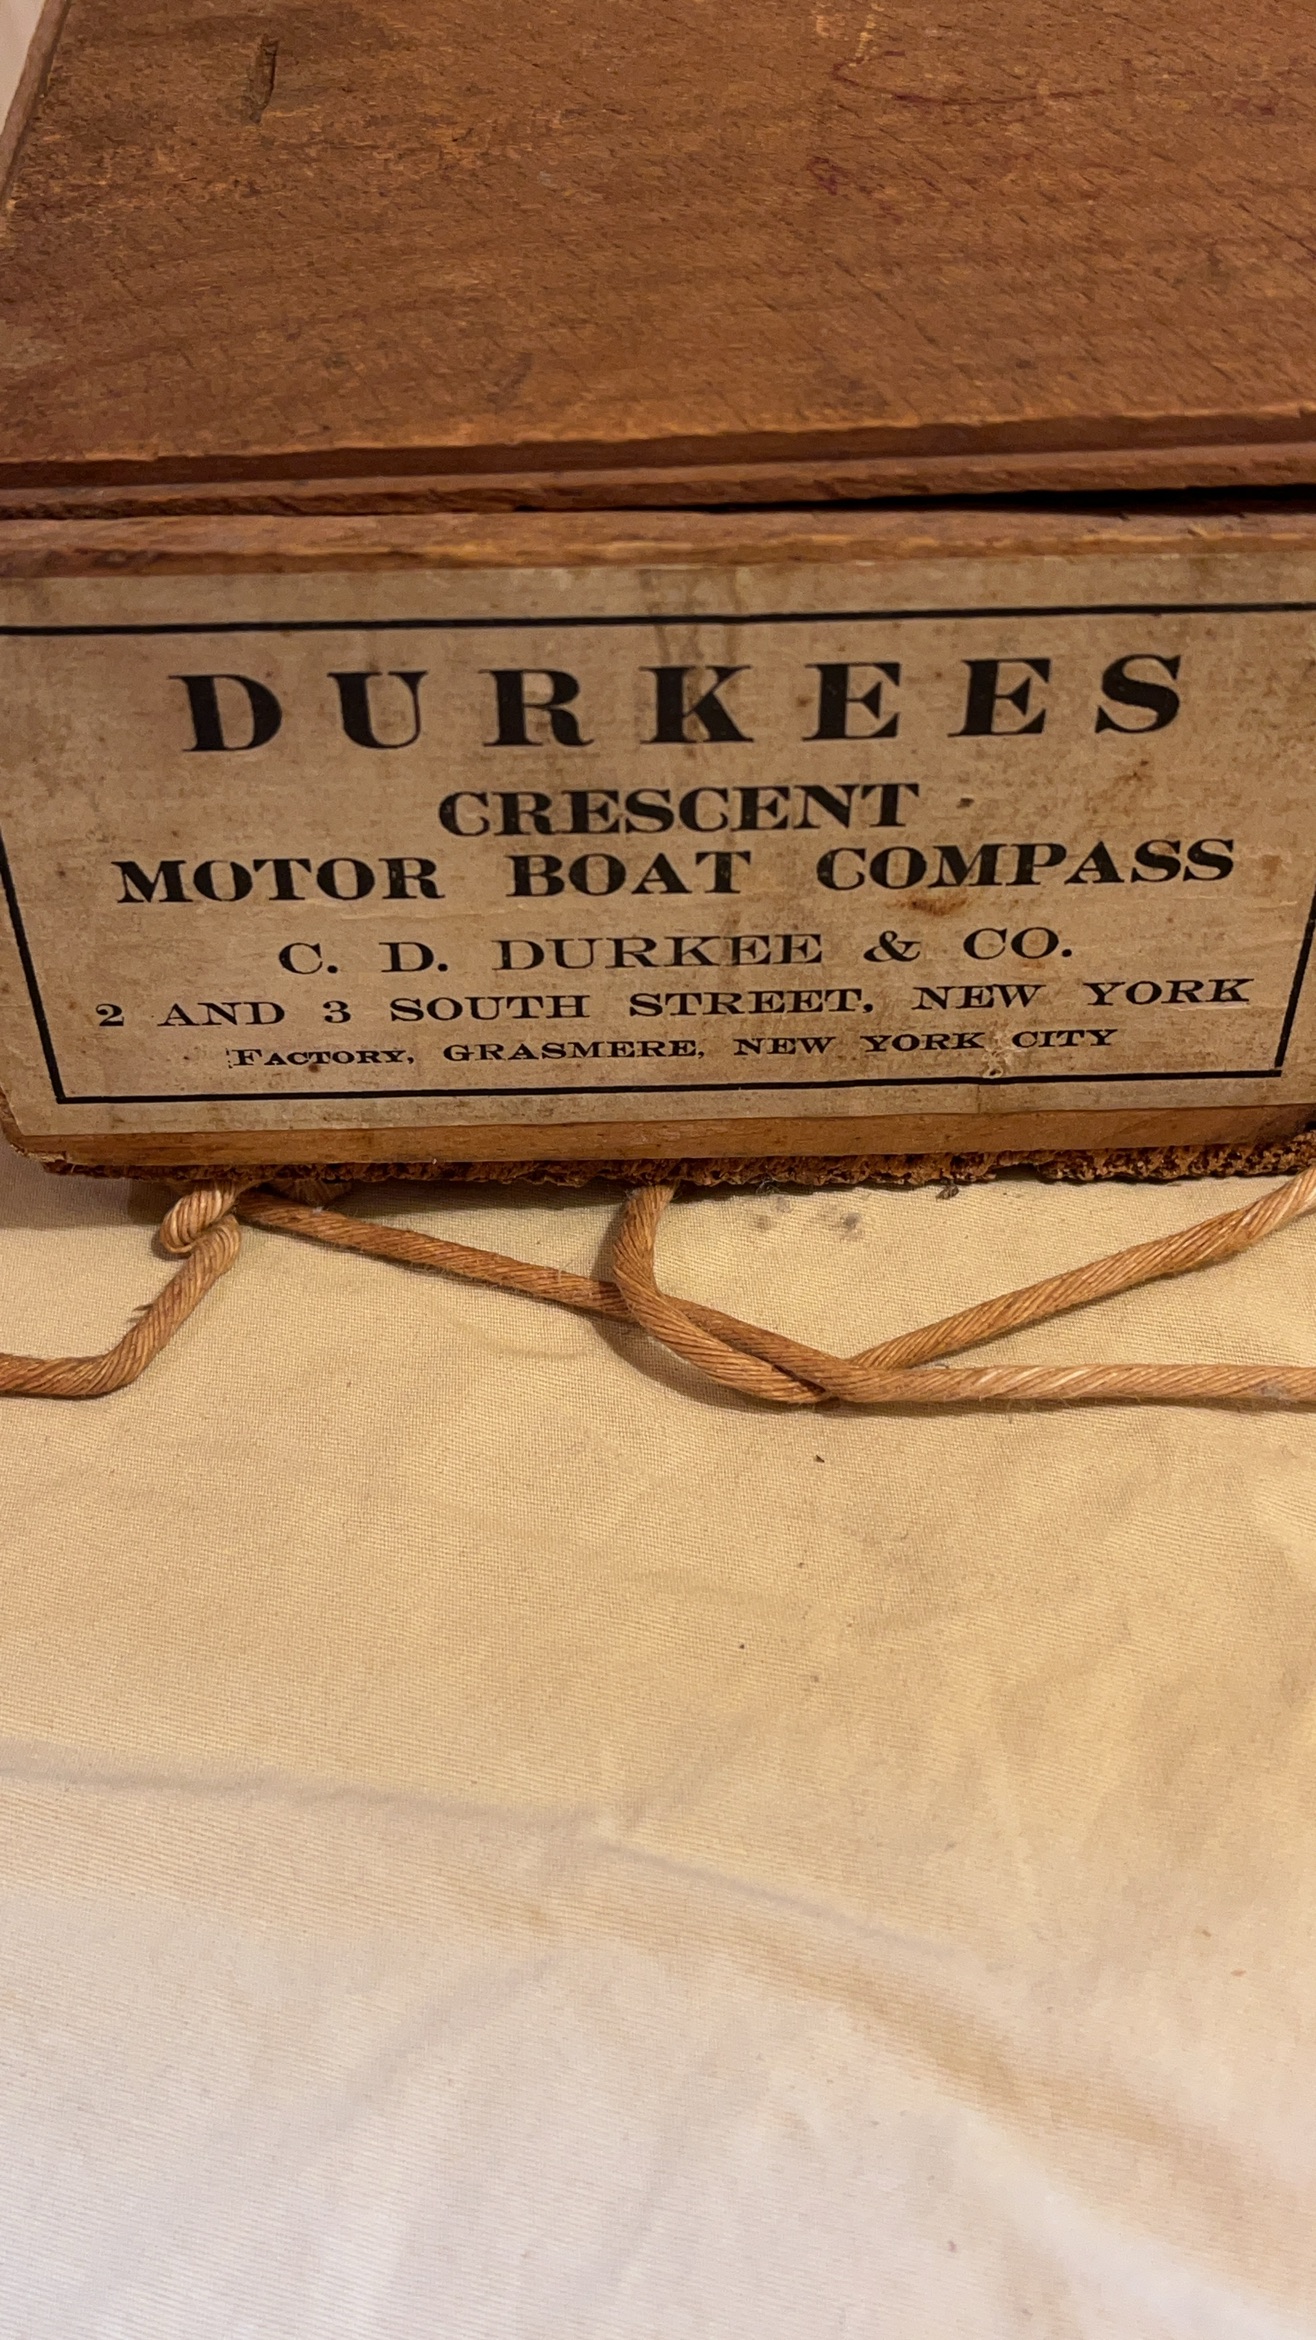 DURKEES
CRESCENT
MOTOR BOAT COMPASS
C. D. DURKEE & CO.
2 AND 3 SOUTH STREET, NEW YORK
FACTORY, GRASMERE, NEW YORK CITY